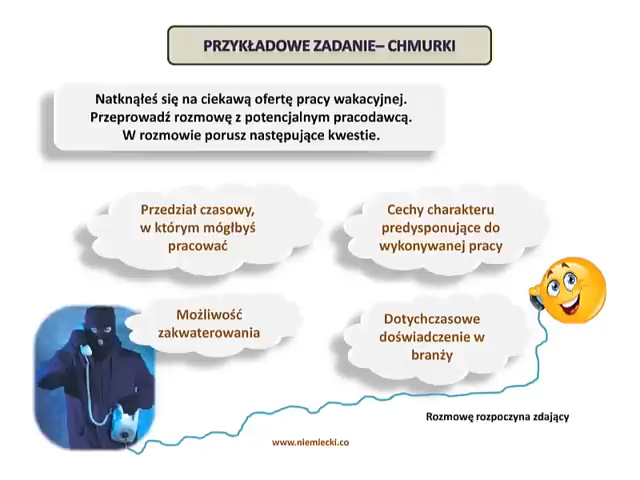 PRZYKŁADOWE ZADANIE– CHMURKI
Natknąłeś się na ciekawą ofertę pracy wakacyjnej.
Przeprowadź rozmowę z potencjalnym pracodawcą.
W rozmowie porusz następujące kwestie.
Przedział czasowy,
w którym mógłbyś
pracować
Cechy charakteru
predysponujące do
wykonywanej pracy
Możliwość
zakwaterowania
Dotychczasowe
doświadczenie w
branży
Rozmowę rozpoczyna zdający
www.niemiecki.co